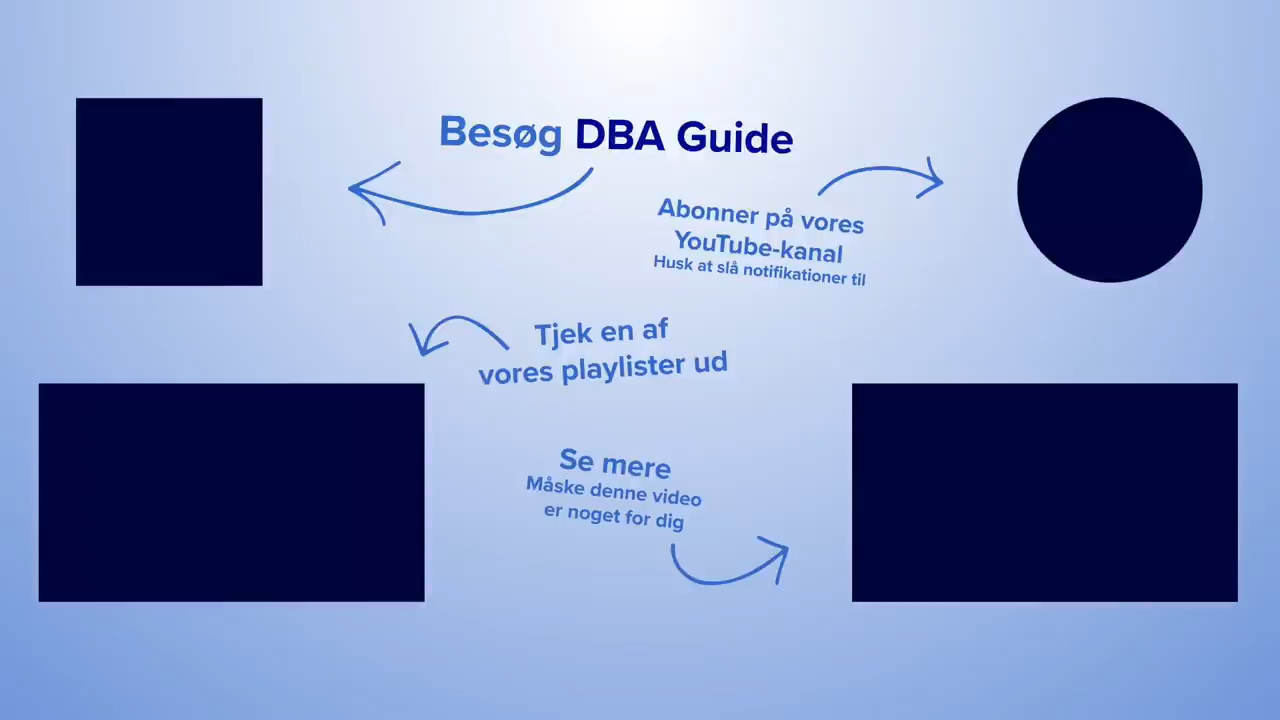 Besøg DBA Guide
Abonner på vores
YouTube-kanal
Husk at slå notifikationer til
Tjek en af
vores playlister ud
Se mere
Måske denne video
er noget for dig